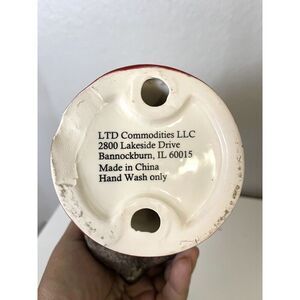 LTD Commodities LLC
2800 Lakeside Drive
Bannockburn, IL 60015
Made in China
Hand Wash only